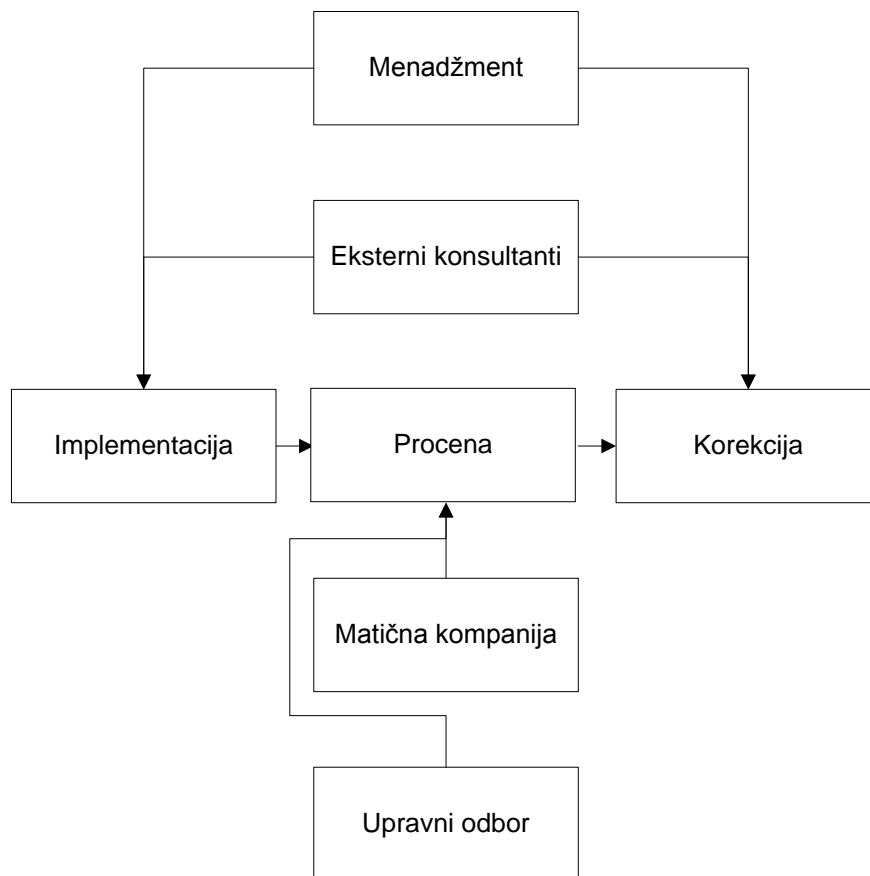 Menadžment
Eksterni konsultanti
Implementacija
Procena
Korekcija
Matična kompanija
Upravni odbor